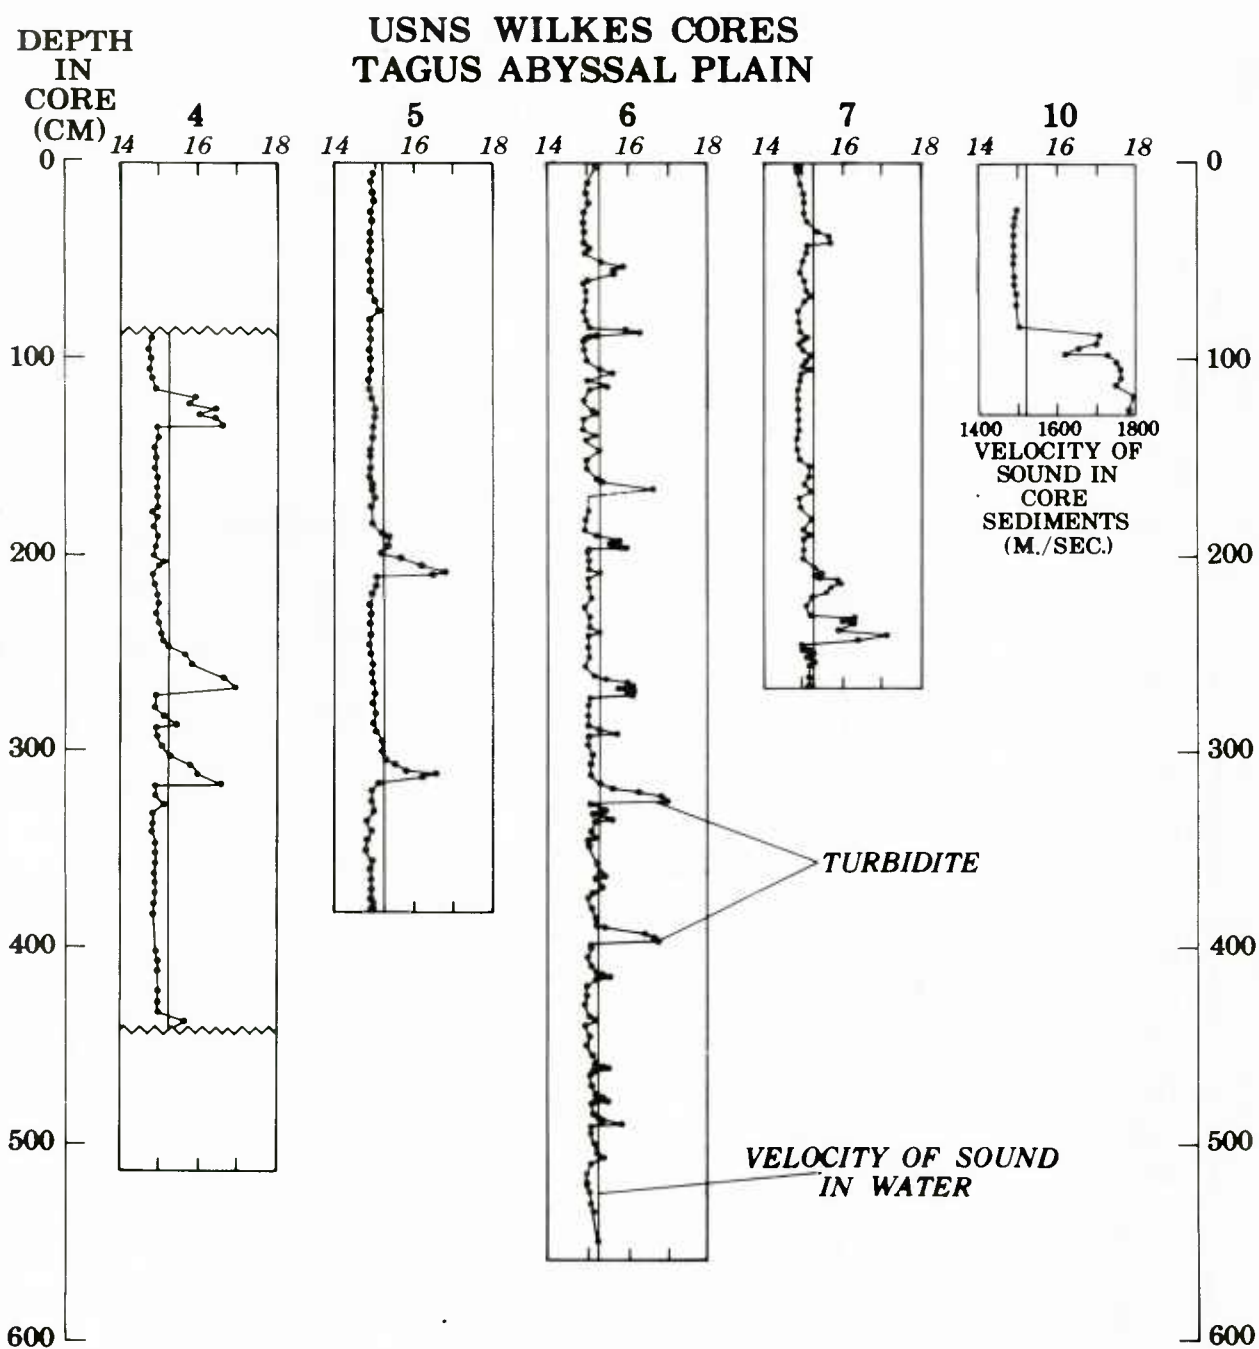 USNS WILKES CORES
TAGUS ABYSSAL PLAIN
DEPTH
IN
CORE
(CM)
4
5
6
7
10
14 16 18
14 16 18
14 16 18
14 16 18
14 16 18
0
100
200
300
400
500
600
0
100
200
300
400
500
600
1400 1600 1800
VELOCITY OF
SOUND IN
CORE
SEDIMENTS
(M./SEC.)
TURBIDITE
VELOCITY OF SOUND
IN WATER